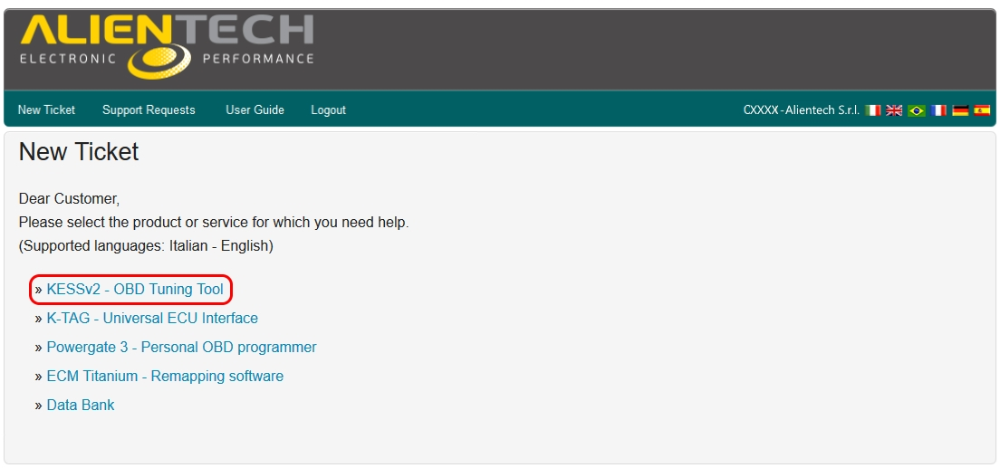 ALIENTECH
ELECTRONIC PERFORMANCE
New Ticket Support Requests User Guide Logout CXXXX - Alientech S.r.l.
New Ticket
Dear Customer,
Please select the product or service for which you need help.
(Supported languages: Italian - English)
» KESSv2 - OBD Tuning Tool
» K-TAG - Universal ECU Interface
» Powergate 3 - Personal OBD programmer
» ECM Titanium - Remapping software
» Data Bank